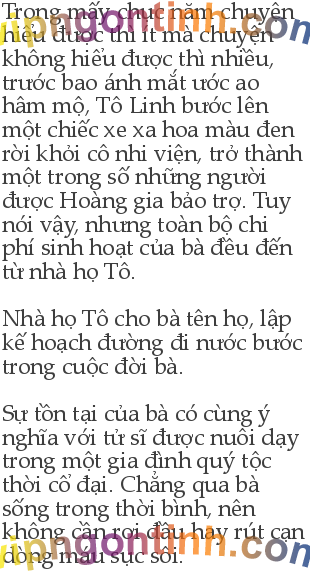 Trong mấy chục năm chuyện
hiểu được thì ít mà chuyện
không hiểu được thì nhiều,
trước bao ánh mắt ước ao
hâm mộ, Tô Linh bước lên
một chiếc xe xa hoa màu đen
rời khỏi cô nhi viện, trở thành
một trong số những người
được Hoàng gia bảo trợ. Tuy
nói vậy, nhưng toàn bộ chi
phí sinh hoạt của bà đều đến
từ nhà họ Tô.
Nhà họ Tô cho bà tên họ, lập
kế hoạch đường đi nước bước
trong cuộc đời bà.
Sự tồn tại của bà có cùng ý
nghĩa với tử sĩ được nuôi dạy
trong một gia đình quý tộc
thời cổ đại. Chẳng qua bà
sống trong thời bình, nên
không cần rơi đầu hay rút cạn
dòng máu sục sôi.
vipngontinh.com
vipngontinh.com